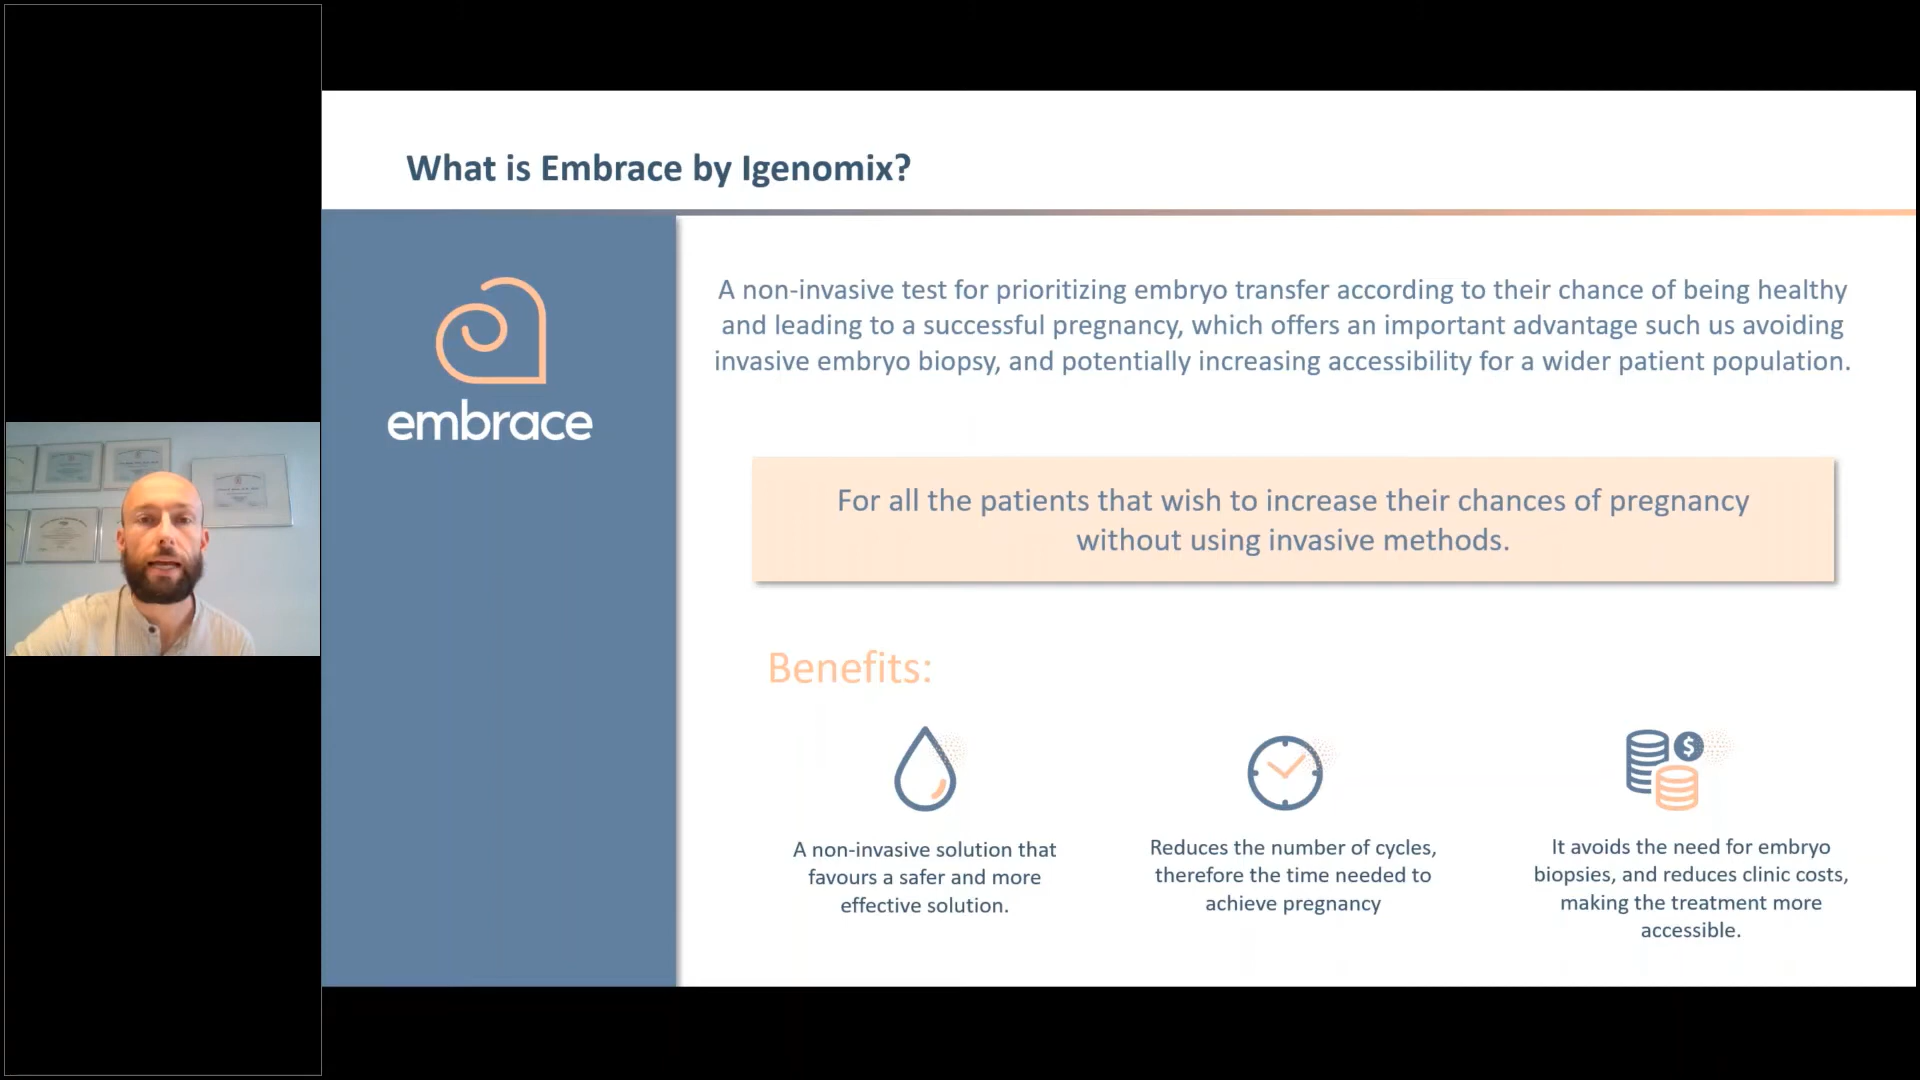 What is Embrace by Igenomix?
embrace
A non-invasive test for prioritizing embryo transfer according to their chance of being healthy
and leading to a successful pregnancy, which offers an important advantage such us avoiding
invasive embryo biopsy, and potentially increasing accessibility for a wider patient population.
For all the patients that wish to increase their chances of pregnancy
without using invasive methods.
Benefits:
$
A non-invasive solution that
favours a safer and more
effective solution.
Reduces the number of cycles,
therefore the time needed to
achieve pregnancy
It avoids the need for embryo
biopsies, and reduces clinic costs,
making the treatment more
accessible.